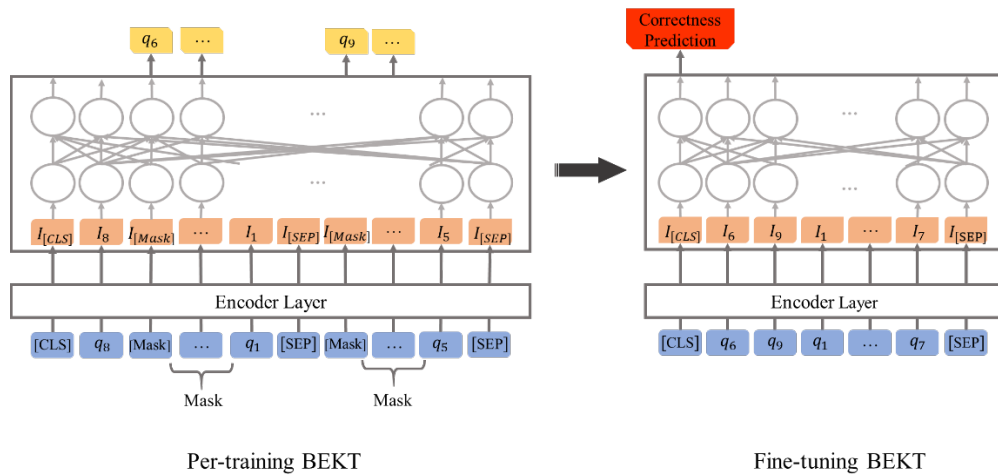 q6 … q9 …
Correctness
Prediction
…
…
…
…
I[CLS] I8 I[Mask] … I1 I[SEP] I[Mask] … I5 I[SEP]
I[CLS] I6 I9 I1 … I7 I[SEP]
Encoder Layer
Encoder Layer
[CLS] q8 [Mask] … q1 [SEP] [Mask] … q5 [SEP]
[CLS] q6 q9 q1 … q7 [SEP]
Mask Mask
Per-training BEKT
Fine-tuning BEKT